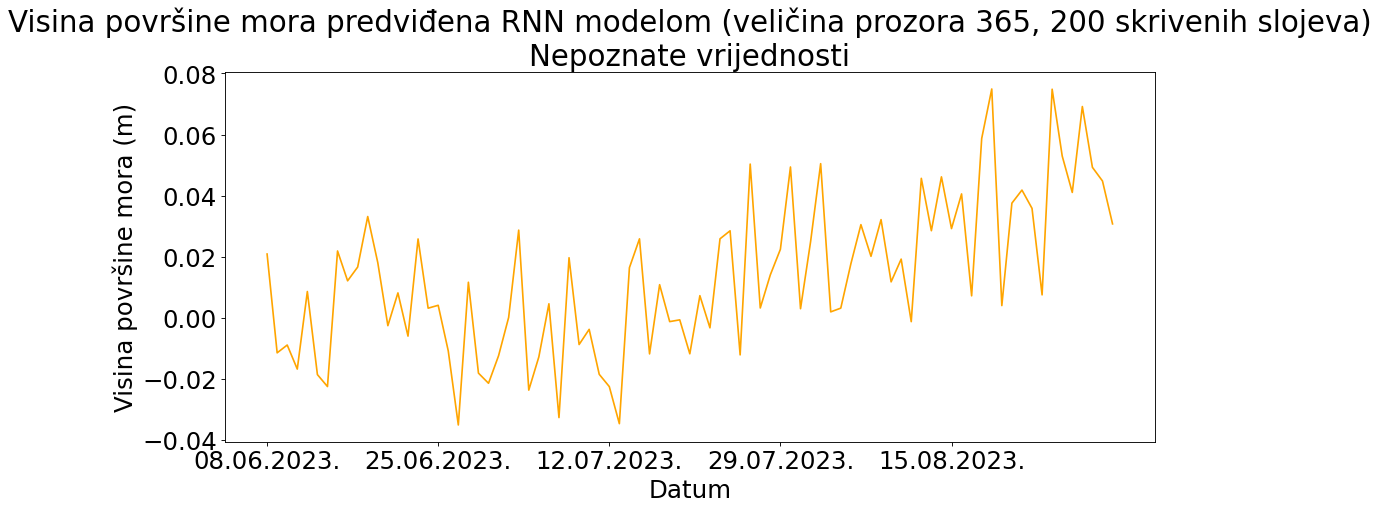 Visina površine mora predviđena RNN modelom (veličina prozora 365, 200 skrivenih slojeva)
Nepoznate vrijednosti
Visina površine mora (m)
0.08
0.06
0.04
0.02
0.00
−0.02
−0.04
08.06.2023. 25.06.2023. 12.07.2023. 29.07.2023. 15.08.2023.
Datum